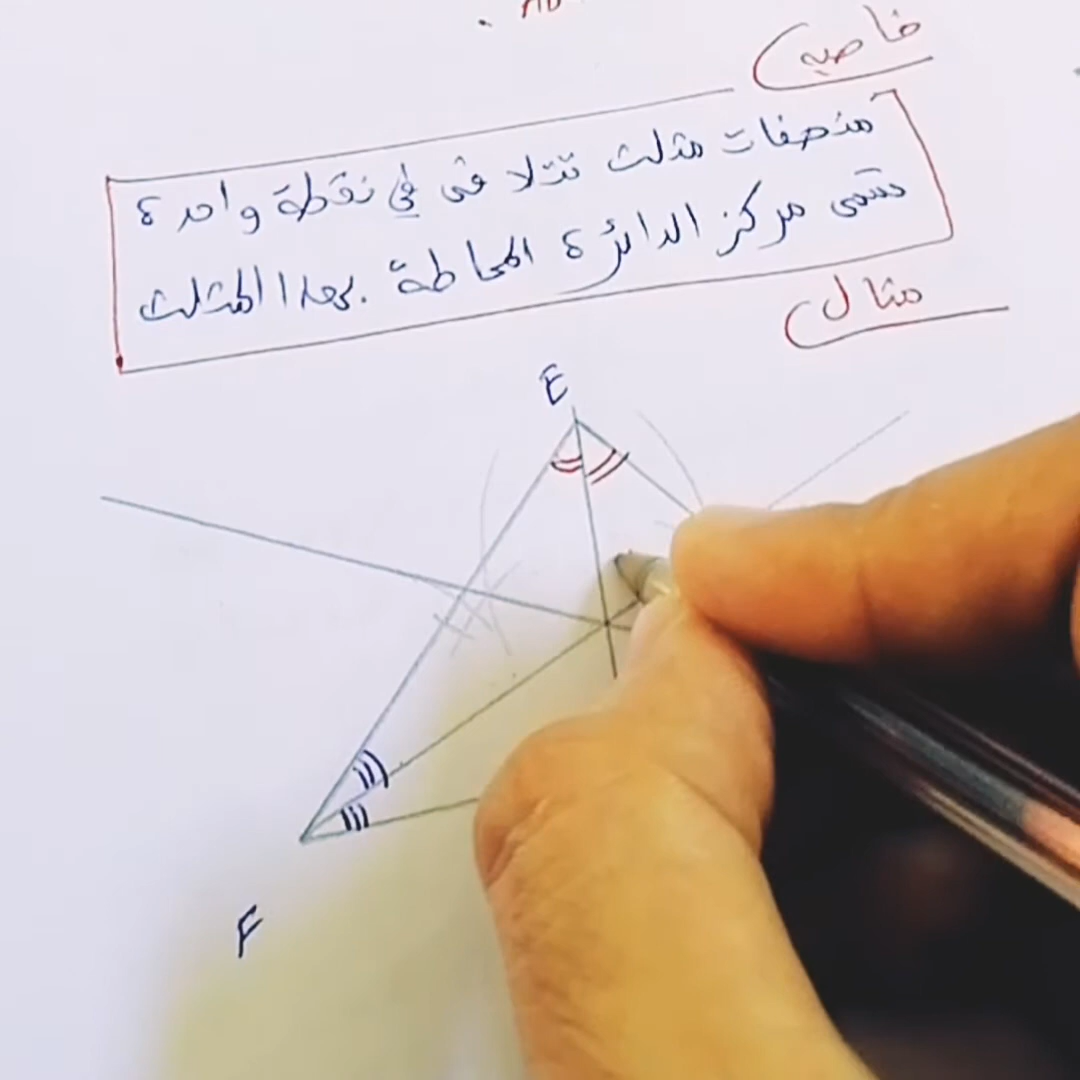 خاصية
منصفات مثلث تتلاقى في نقطة واحدة
تسمى مركز الدائرة المحاطة بهذا المثلث
مثال
E
F